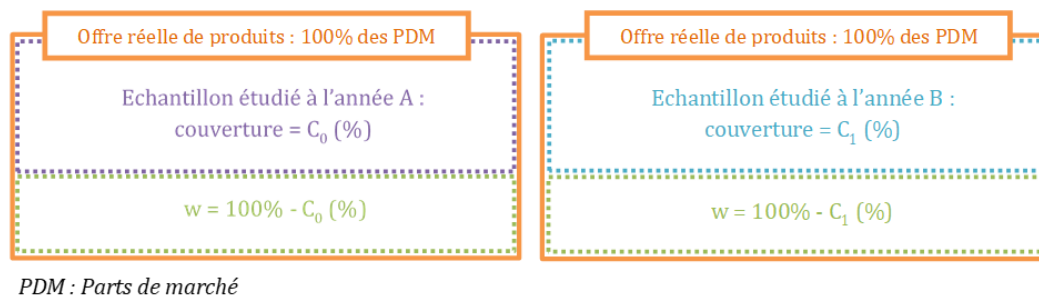 Offre réelle de produits : 100% des PDM
Echantillon étudié à l'année A :
couverture = C₀ (%)
w = 100% - C₀ (%)
Offre réelle de produits : 100% des PDM
Echantillon étudié à l'année B :
couverture = C₁ (%)
w = 100% - C₁ (%)
PDM : Parts de marché